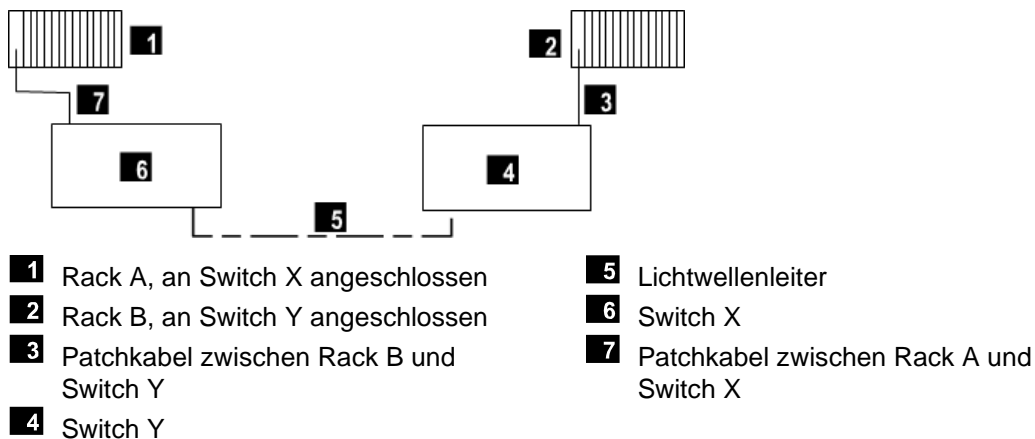 1
2
7
3
6
4
5
1 Rack A, an Switch X angeschlossen
2 Rack B, an Switch Y angeschlossen
3 Patchkabel zwischen Rack B und
Switch Y
4 Switch Y
5 Lichtwellenleiter
6 Switch X
7 Patchkabel zwischen Rack A und
Switch X